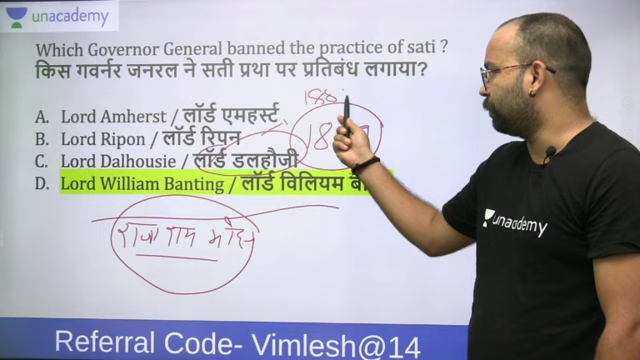 unacademy
Which Governor General banned the practice of sati ?
किस गवर्नर जनरल ने सती प्रथा पर प्रतिबंध लगाया?
A. Lord Amherst / लॉर्ड एमहर्स्ट
B. Lord Ripon / लॉर्ड रिपन
C. Lord Dalhousie / लॉर्ड डलहौजी
D. Lord William Banting / लॉर्ड विलियम
राजा राम मोहन
unacademy
Referral Code- Vimlesh@14